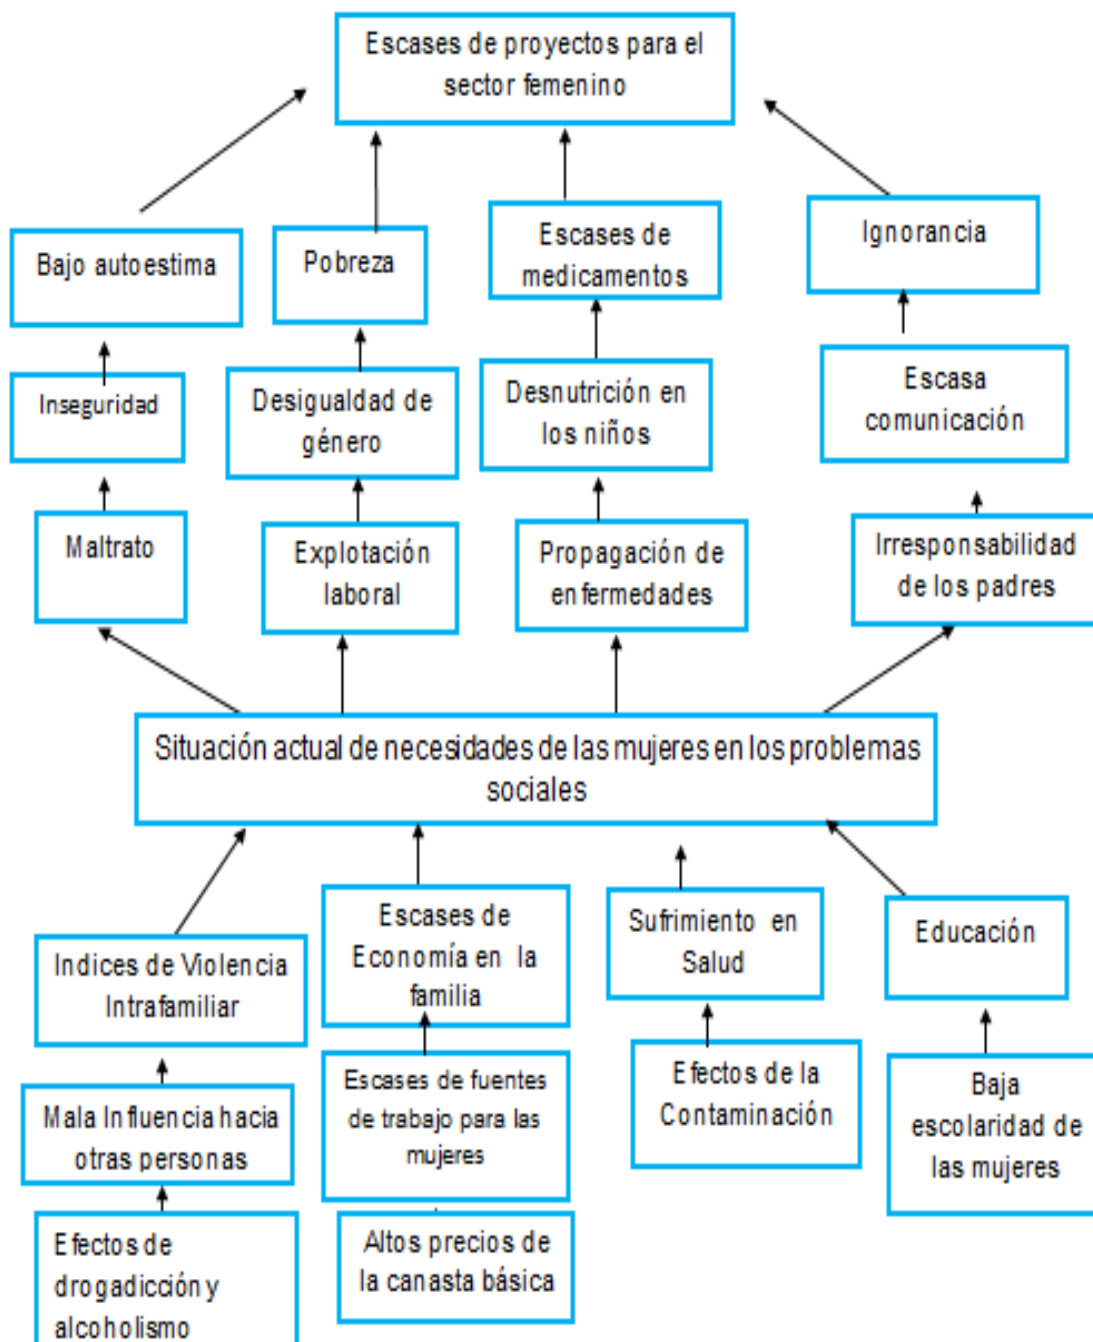 Escases de proyectos para el
sector femenino
Bajo autoestima
Pobreza
Escases de
medicamentos
Ignorancia
Inseguridad
Desigualdad de
género
Desnutrición en
los niños
Escasa
comunicación
Maltrato
Explotación
laboral
Propagación de
enfermedades
Irresponsabilidad
de los padres
Situación actual de necesidades de las mujeres en los problemas
sociales
Indices de Violencia
Intrafamiliar
Escases de
Economía en la
familia
Sufrimiento en
Salud
Educación
Mala Influencia hacia
otras personas
Escases de fuentes
de trabajo para las
mujeres
Efectos de la
Contaminación
Baja
escolaridad de
las mujeres
Efectos de
drogadicción y
alcoholismo
Altos precios de
la canasta básica